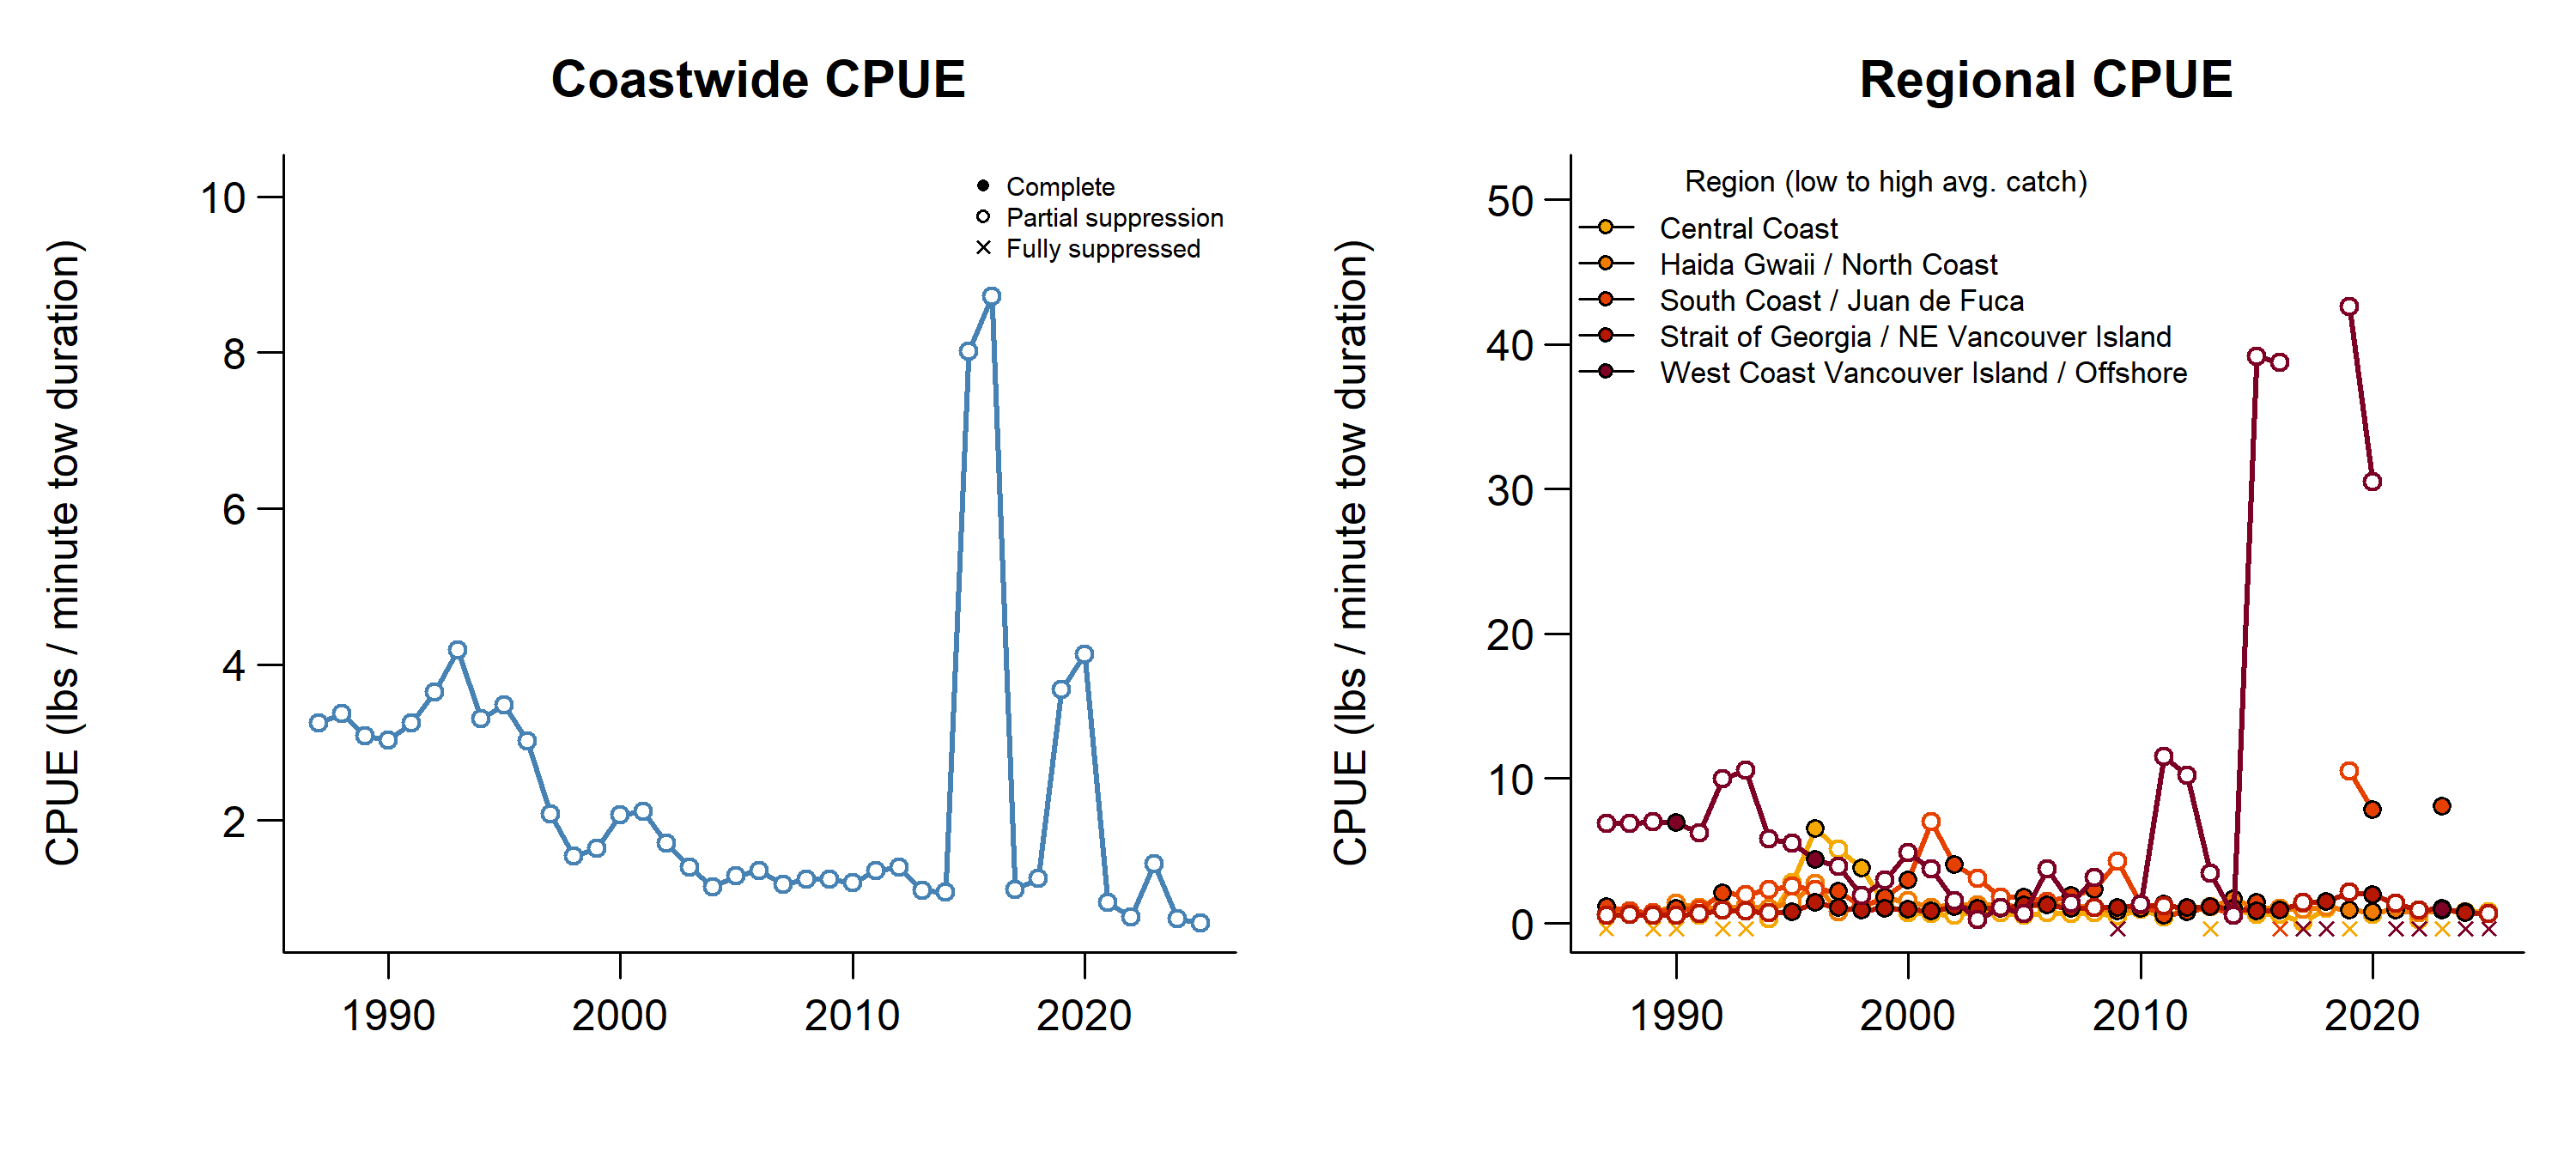 Coastwide CPUE
CPUE (lbs / minute tow duration)
10
8
6
4
2
1990
2000
2010
2020
Complete
Partial suppression
Fully suppressed
Regional CPUE
CPUE (lbs / minute tow duration)
50
40
30
20
10
0
1990
2000
2010
2020
Region (low to high avg. catch)
Central Coast
Haida Gwaii / North Coast
South Coast / Juan de Fuca
Strait of Georgia / NE Vancouver Island
West Coast Vancouver Island / Offshore